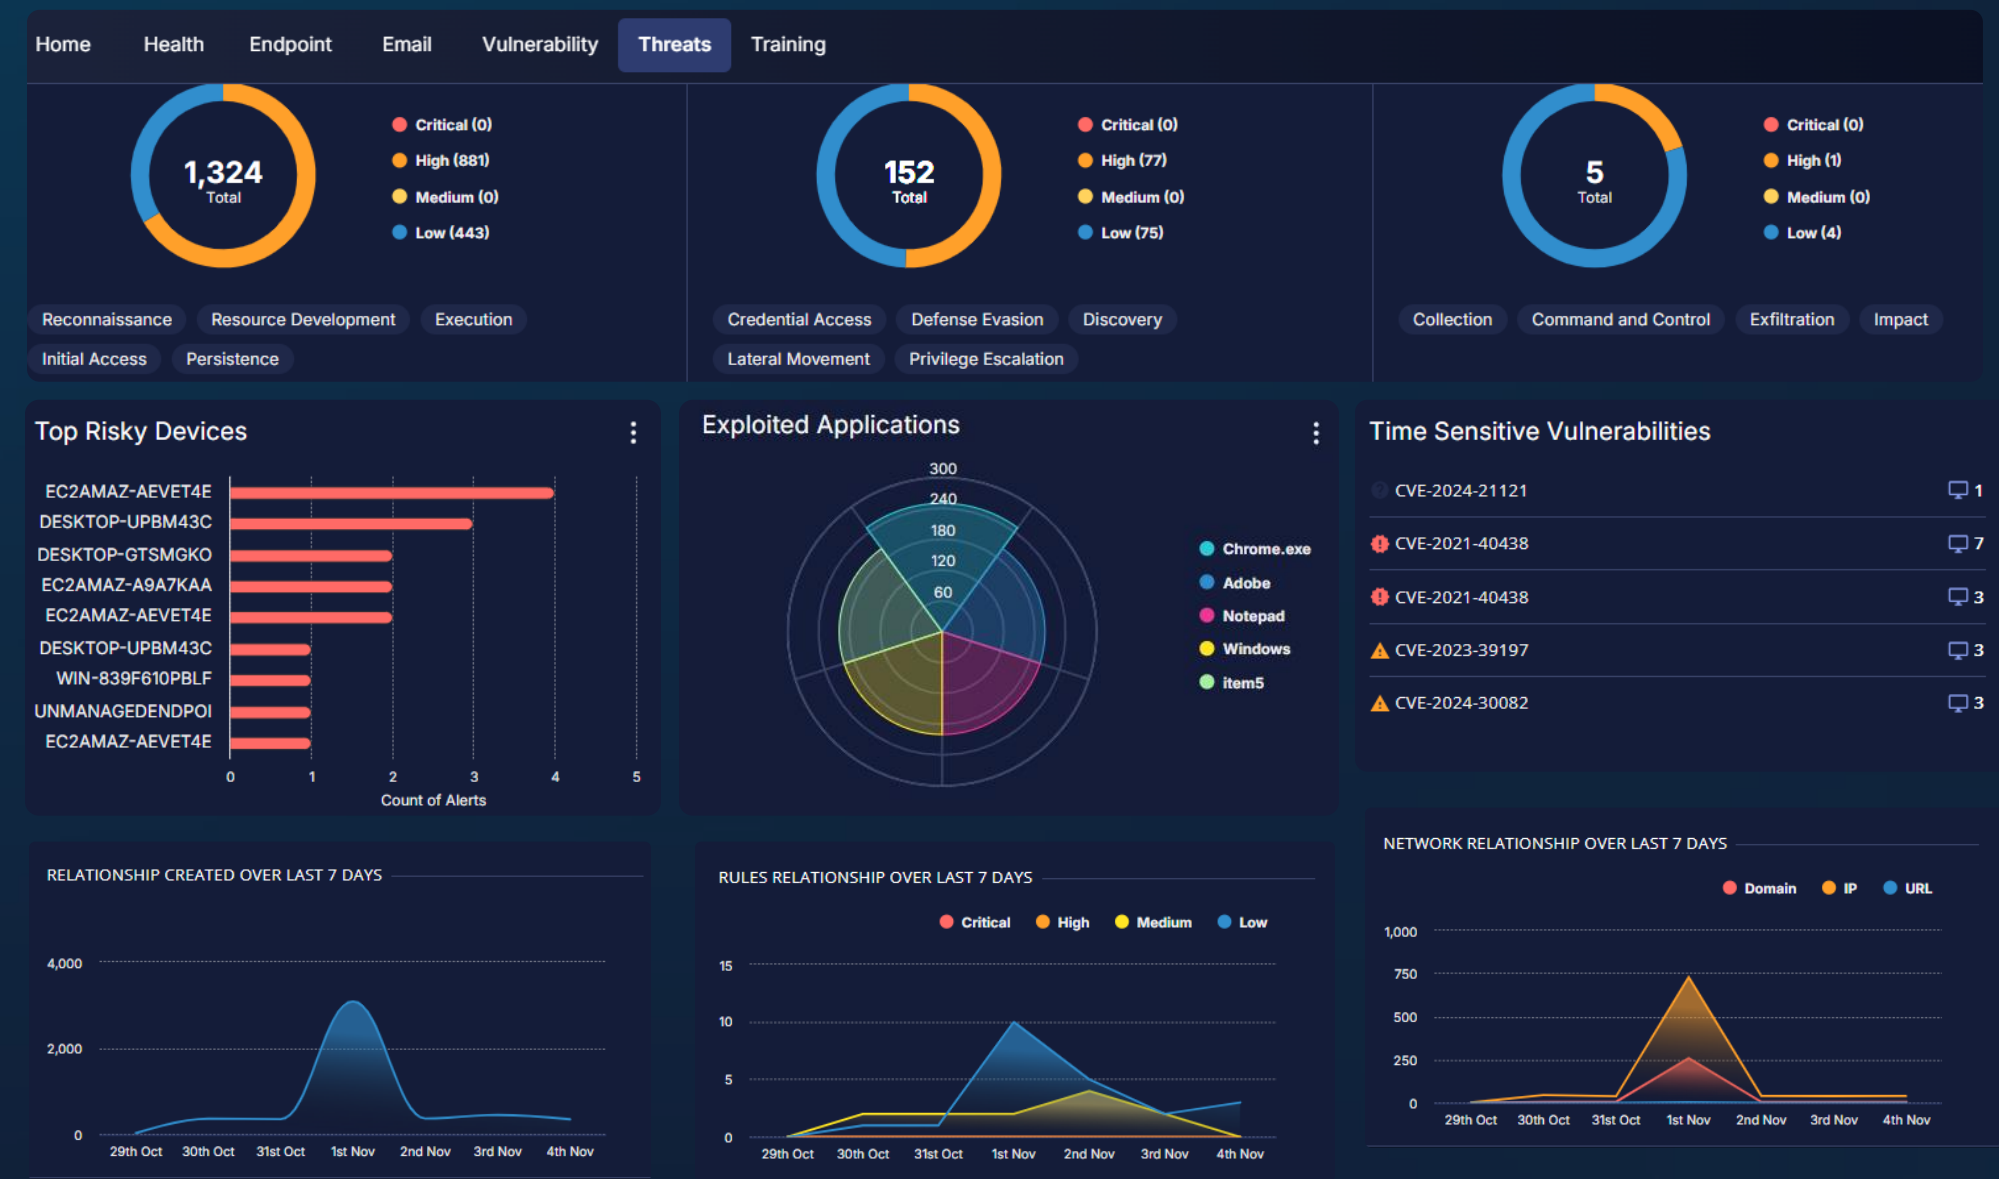 Home Health Endpoint Email Vulnerability Threats Training
1,324
Total
Critical (0)
High (881)
Medium (0)
Low (443)
Reconnaissance Resource Development Execution
Initial Access Persistence
152
Total
Critical (0)
High (77)
Medium (0)
Low (75)
Credential Access Defense Evasion Discovery
Lateral Movement Privilege Escalation
5
Total
Critical (0)
High (1)
Medium (0)
Low (4)
Collection Command and Control Exfiltration Impact
Top Risky Devices
EC2AMAZ-AEVET4E
DESKTOP-UPBM43C
DESKTOP-GTSMGKO
EC2AMAZ-A9A7KAA
EC2AMAZ-AEVET4E
DESKTOP-UPBM43C
WIN-839F610PBLF
UNMANAGEDENDPOI
EC2AMAZ-AEVET4E
0 1 2 3 4 5
Count of Alerts
Exploited Applications
300
240
180
120
60
Chrome.exe
Adobe
Notepad
Windows
item5
Time Sensitive Vulnerabilities
CVE-2024-21121 1
CVE-2021-40438 7
CVE-2021-40438 3
CVE-2023-39197 3
CVE-2024-30082 3
RELATIONSHIP CREATED OVER LAST 7 DAYS
4,000
2,000
0
29th Oct 30th Oct 31st Oct 1st Nov 2nd Nov 3rd Nov 4th Nov
RULES RELATIONSHIP OVER LAST 7 DAYS
Critical High Medium Low
15
10
5
0
29th Oct 30th Oct 31st Oct 1st Nov 2nd Nov 3rd Nov 4th Nov
NETWORK RELATIONSHIP OVER LAST 7 DAYS
Domain IP URL
1,000
750
500
250
0
29th Oct 30th Oct 31st Oct 1st Nov 2nd Nov 3rd Nov 4th Nov